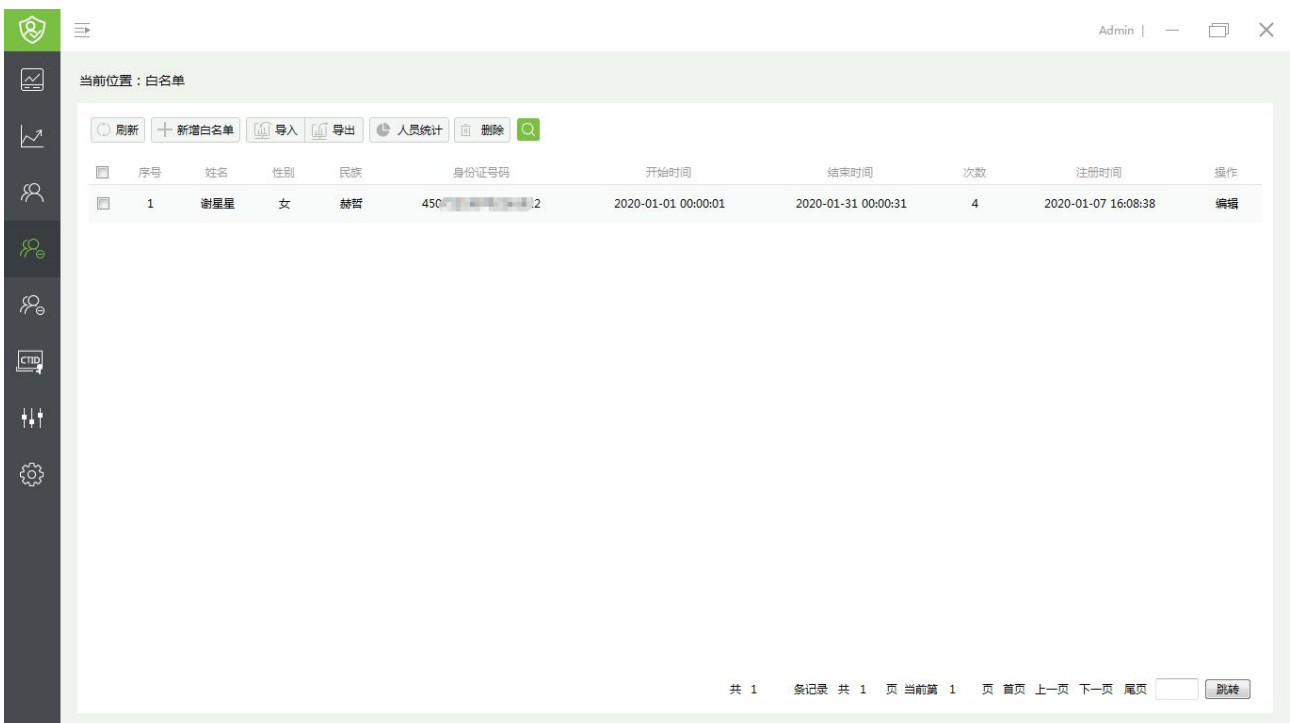 Admin |
当前位置：白名单
刷新 新增白名单 导入 导出 人员统计 删除
序号 姓名 性别 民族 身份证号码 开始时间 结束时间 次数 注册时间 操作
1 谢星星 女 赫哲 450 2 2020-01-01 00:00:01 2020-01-31 00:00:31 4 2020-01-07 16:08:38 编辑
CTID
共 1 条记录 共 1 页 当前第 1 页 首页 上一页 下一页 尾页 跳转